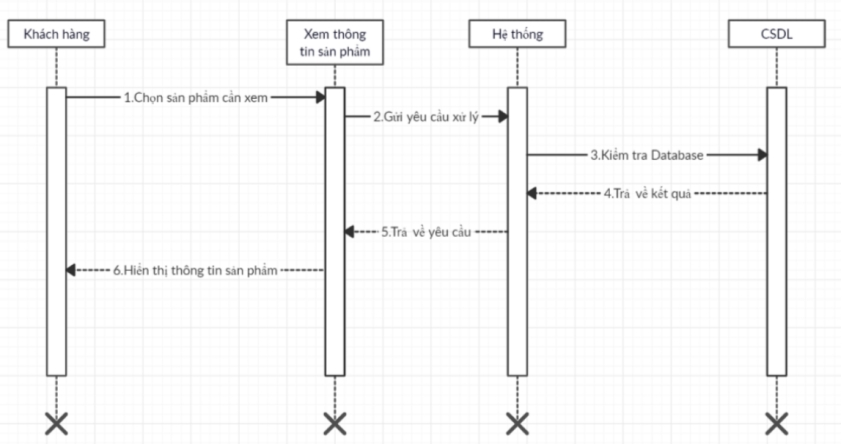 Khách hàng
Xem thông
tin sản phẩm
Hệ thống
CSDL
1.Chọn sản phẩm cần xem
2.Gửi yêu cầu xử lý
3.Kiểm tra Database
4.Trả về kết quả
5.Trả về yêu cầu
6.Hiển thị thông tin sản phẩm